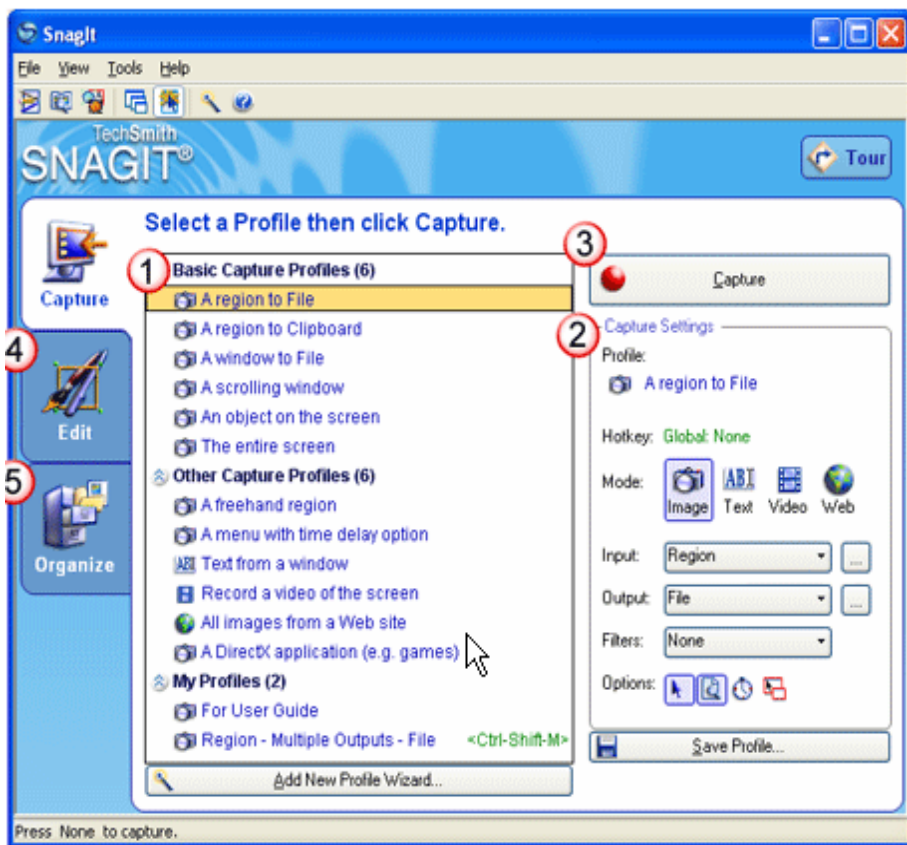 SnagIt
File View Tools Help
TechSmith
SNAGIT®
Tour
Select a Profile then click Capture.
Capture
4
Edit
5
Organize
1
Basic Capture Profiles (6)
A region to File
A region to Clipboard
A window to File
A scrolling window
An object on the screen
The entire screen
Other Capture Profiles (6)
A freehand region
A menu with time delay option
ABI Text from a window
Record a video of the screen
All images from a Web site
A DirectX application (e.g. games)
My Profiles (2)
For User Guide
Region - Multiple Outputs - File <Ctrl-Shift-M>
Add New Profile Wizard...
3
Capture
2
Capture Settings
Profile:
A region to File
Hotkey: Global: None
Mode:
ABI
Image Text Video Web
Input: Region ...
Output: File ...
Filters: None
Options:
Save Profile...
Press None to capture.